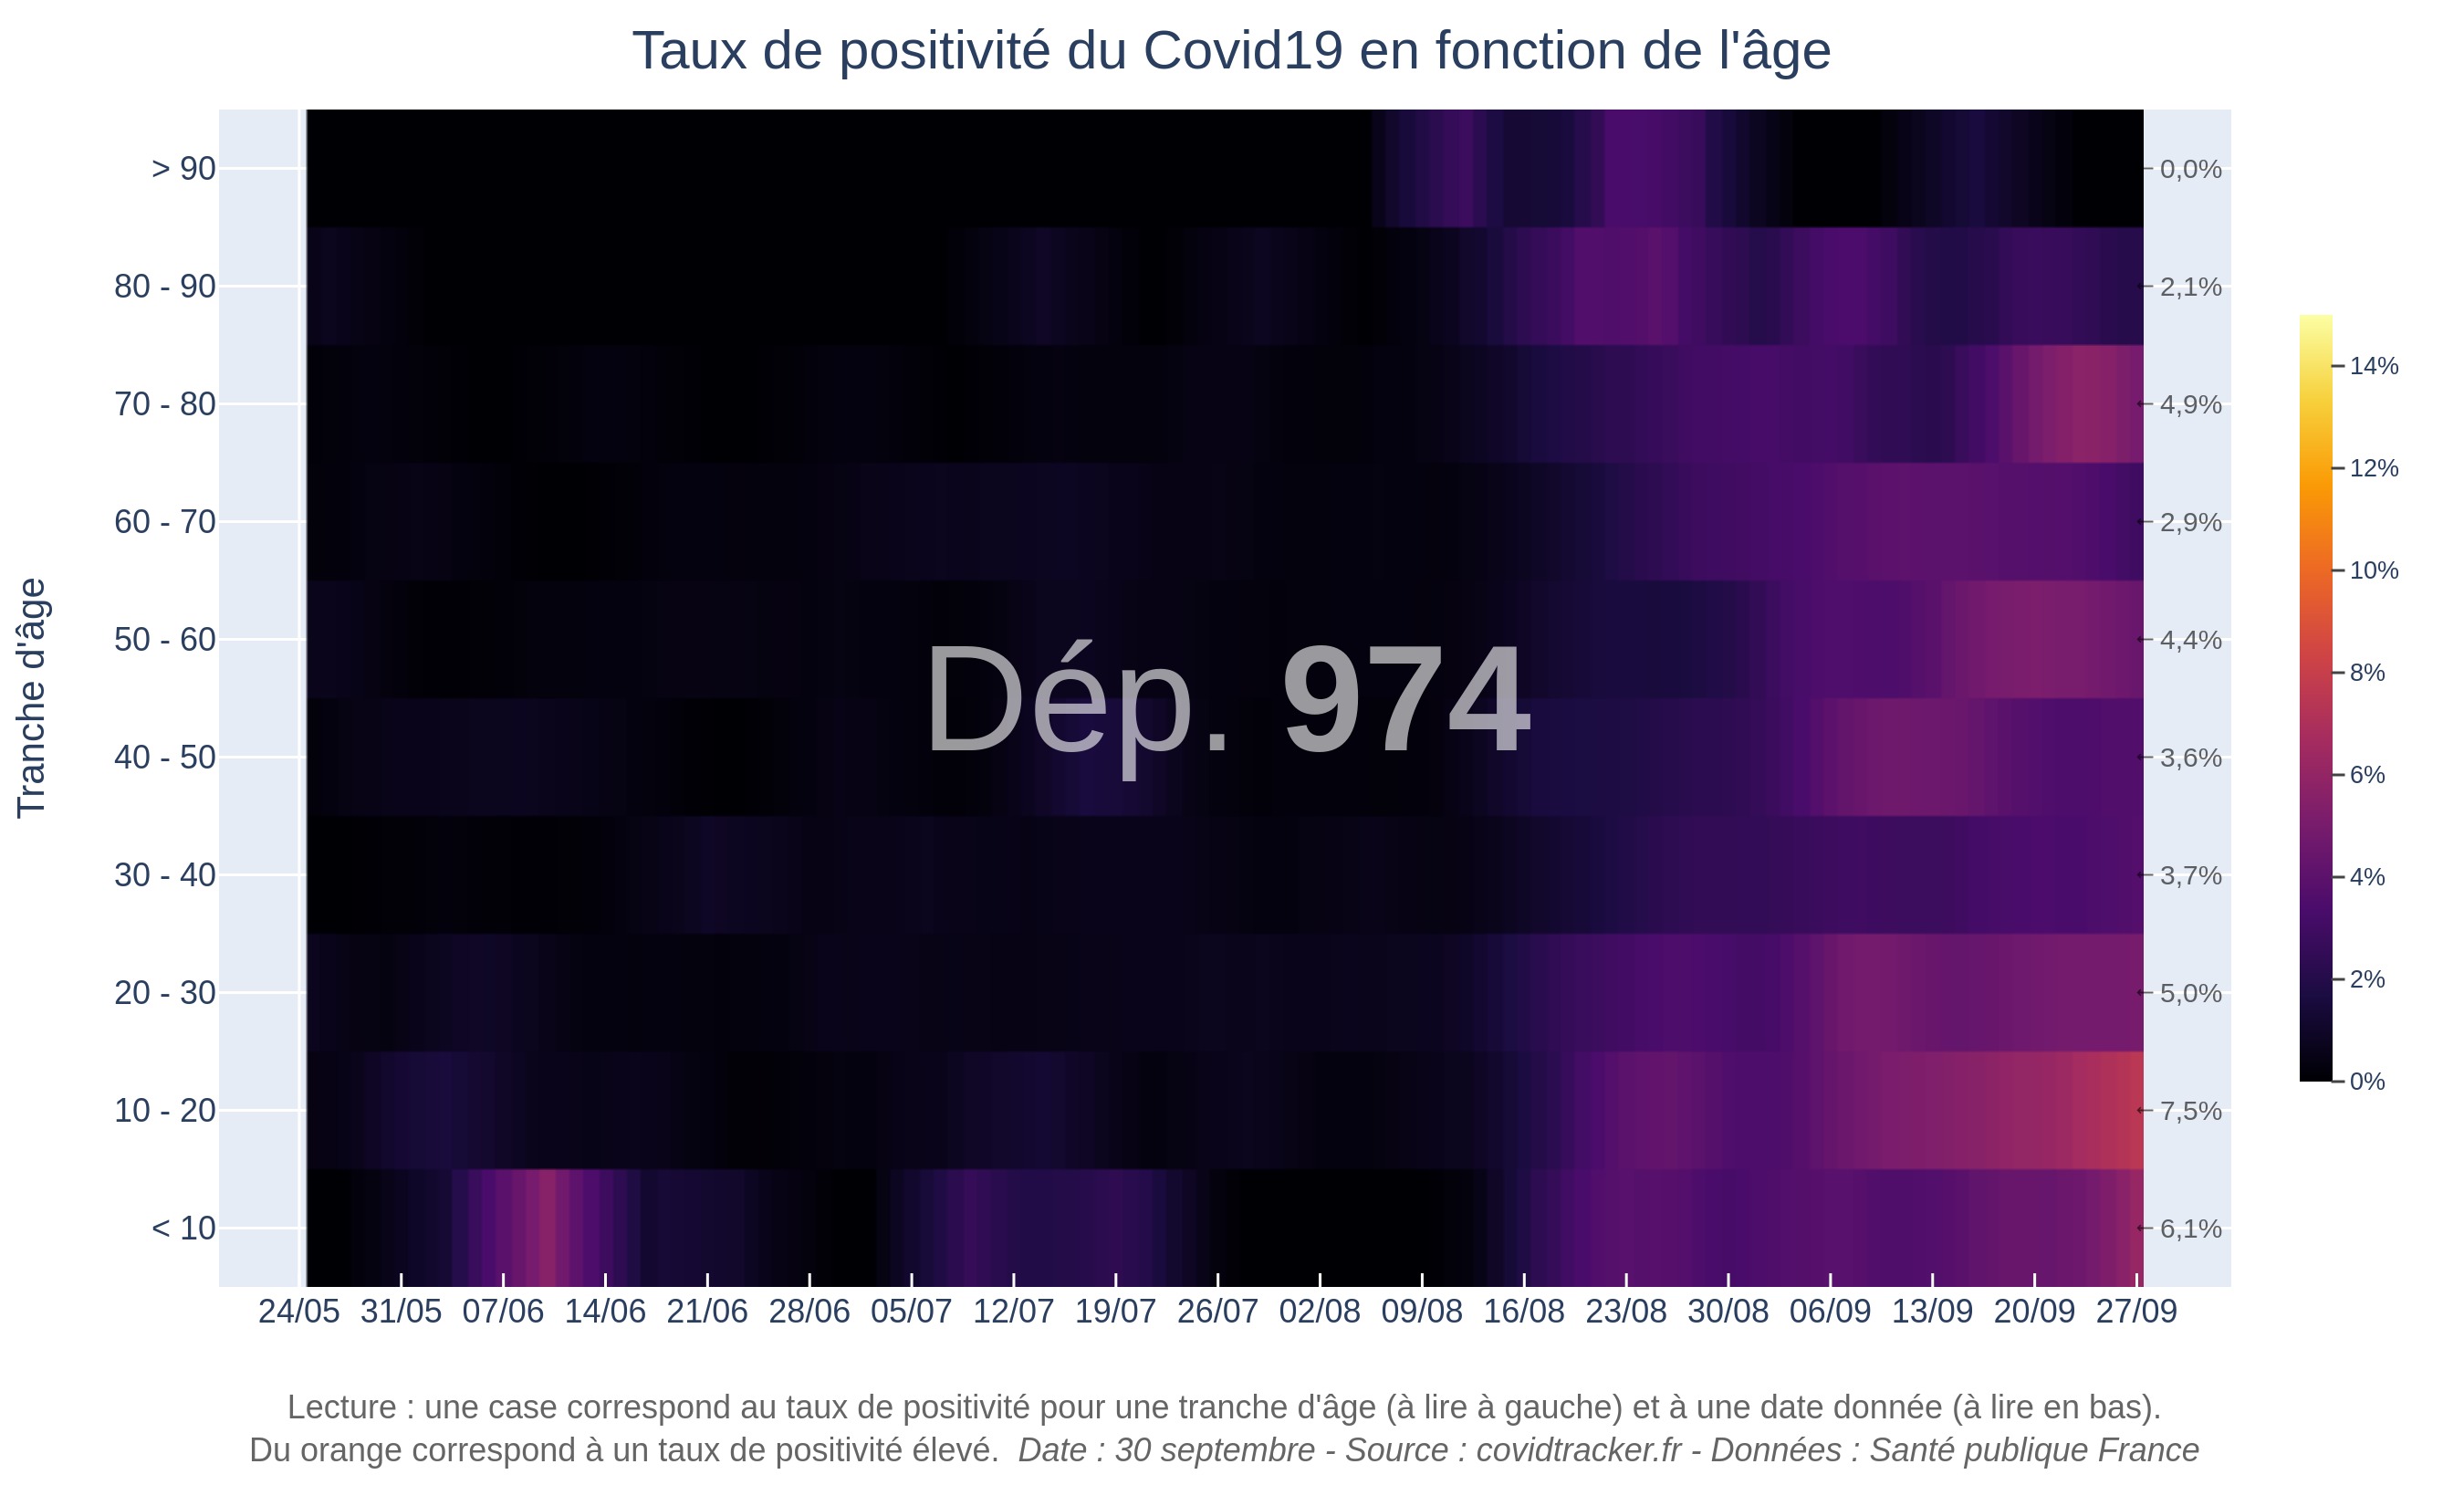 Taux de positivité du Covid19 en fonction de l'âge
Tranche d'âge
> 90
80 - 90
70 - 80
60 - 70
50 - 60
40 - 50
30 - 40
20 - 30
10 - 20
< 10
Dép. 974
0,0%
2,1%
4,9%
2,9%
4,4%
3,6%
3,7%
5,0%
7,5%
6,1%
14%
12%
10%
8%
6%
4%
2%
0%
24/05 31/05 07/06 14/06 21/06 28/06 05/07 12/07 19/07 26/07 02/08 09/08 16/08 23/08 30/08 06/09 13/09 20/09 27/09
Lecture : une case correspond au taux de positivité pour une tranche d'âge (à lire à gauche) et à une date donnée (à lire en bas).
Du orange correspond à un taux de positivité élevé. Date : 30 septembre - Source : covidtracker.fr - Données : Santé publique France